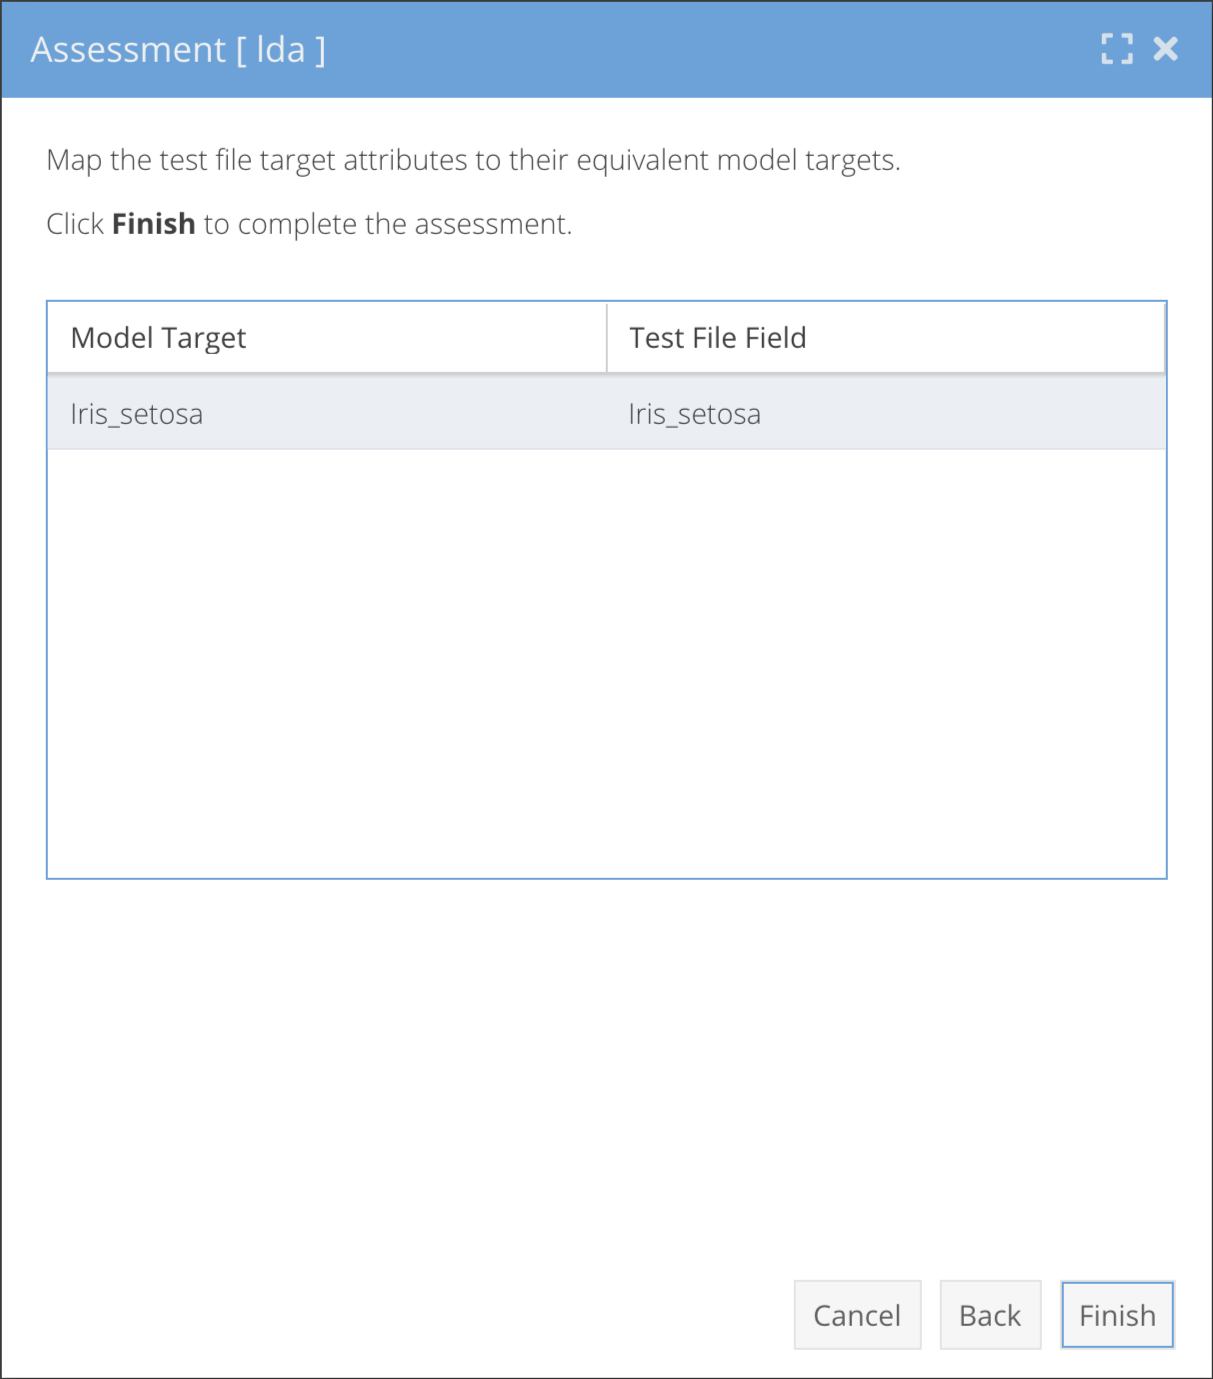 Assessment [ lda ]
Map the test file target attributes to their equivalent model targets.
Click Finish to complete the assessment.
Model Target Test File Field
Iris_setosa Iris_setosa
Cancel Back Finish